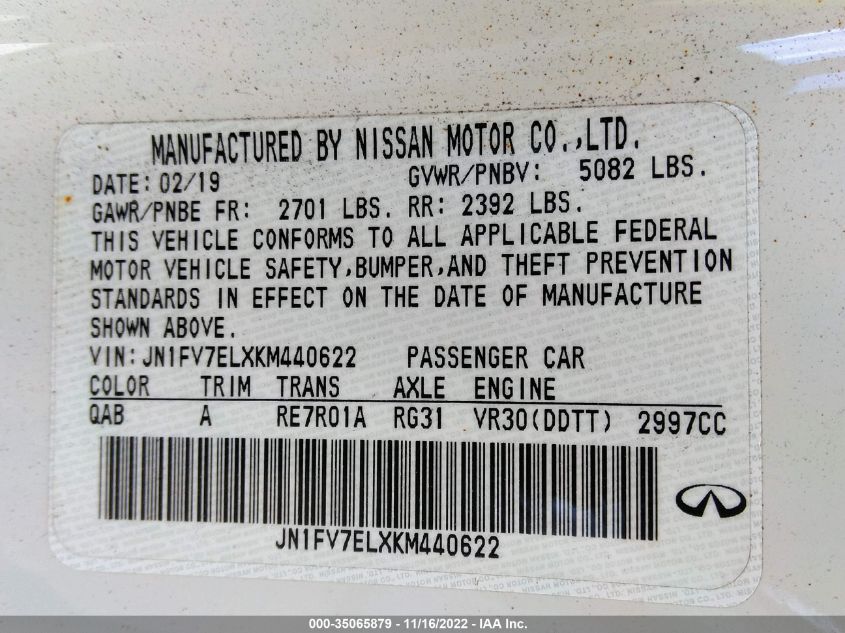 MANUFACTURED BY NISSAN MOTOR CO.,LTD.
DATE: 02/19 GVWR/PNBV: 5082 LBS.
GAWR/PNBE FR: 2701 LBS. RR: 2392 LBS.
THIS VEHICLE CONFORMS TO ALL APPLICABLE FEDERAL
MOTOR VEHICLE SAFETY,BUMPER,AND THEFT PREVENTION
STANDARDS IN EFFECT ON THE DATE OF MANUFACTURE
SHOWN ABOVE.
VIN: JN1FV7ELXKM440622 PASSENGER CAR
COLOR TRIM TRANS AXLE ENGINE
QAB A RE7R01A RG31 VR30(DDTT) 2997CC
JN1FV7ELXKM440622
000-35065879 - 11/16/2022 - IAA Inc.